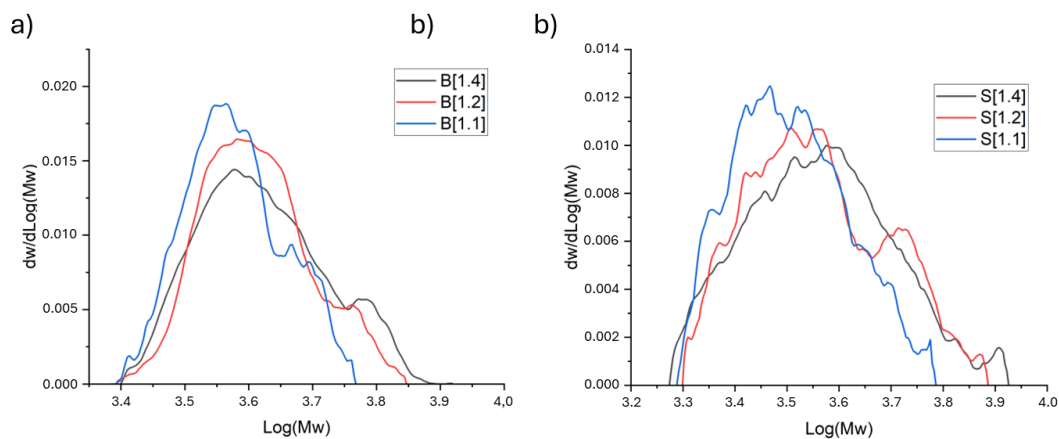 a)
b)
b)
0.020
0.015
0.010
0.005
0.000
dw/dLog(Mw)
B[1.4]
B[1.2]
B[1.1]
3.4 3.5 3.6 3.7 3.8 4,9 4,0
Log(Mw)
0.014
0.012
0.010
0.008
0.006
0.004
0.002
0.000
dw/dLog(Mw)
S[1.4]
S[1.2]
S[1.1]
3.2 3.3 3.4 3.5 3.6 3.7 3.8 3.9 4,0
Log(Mw)